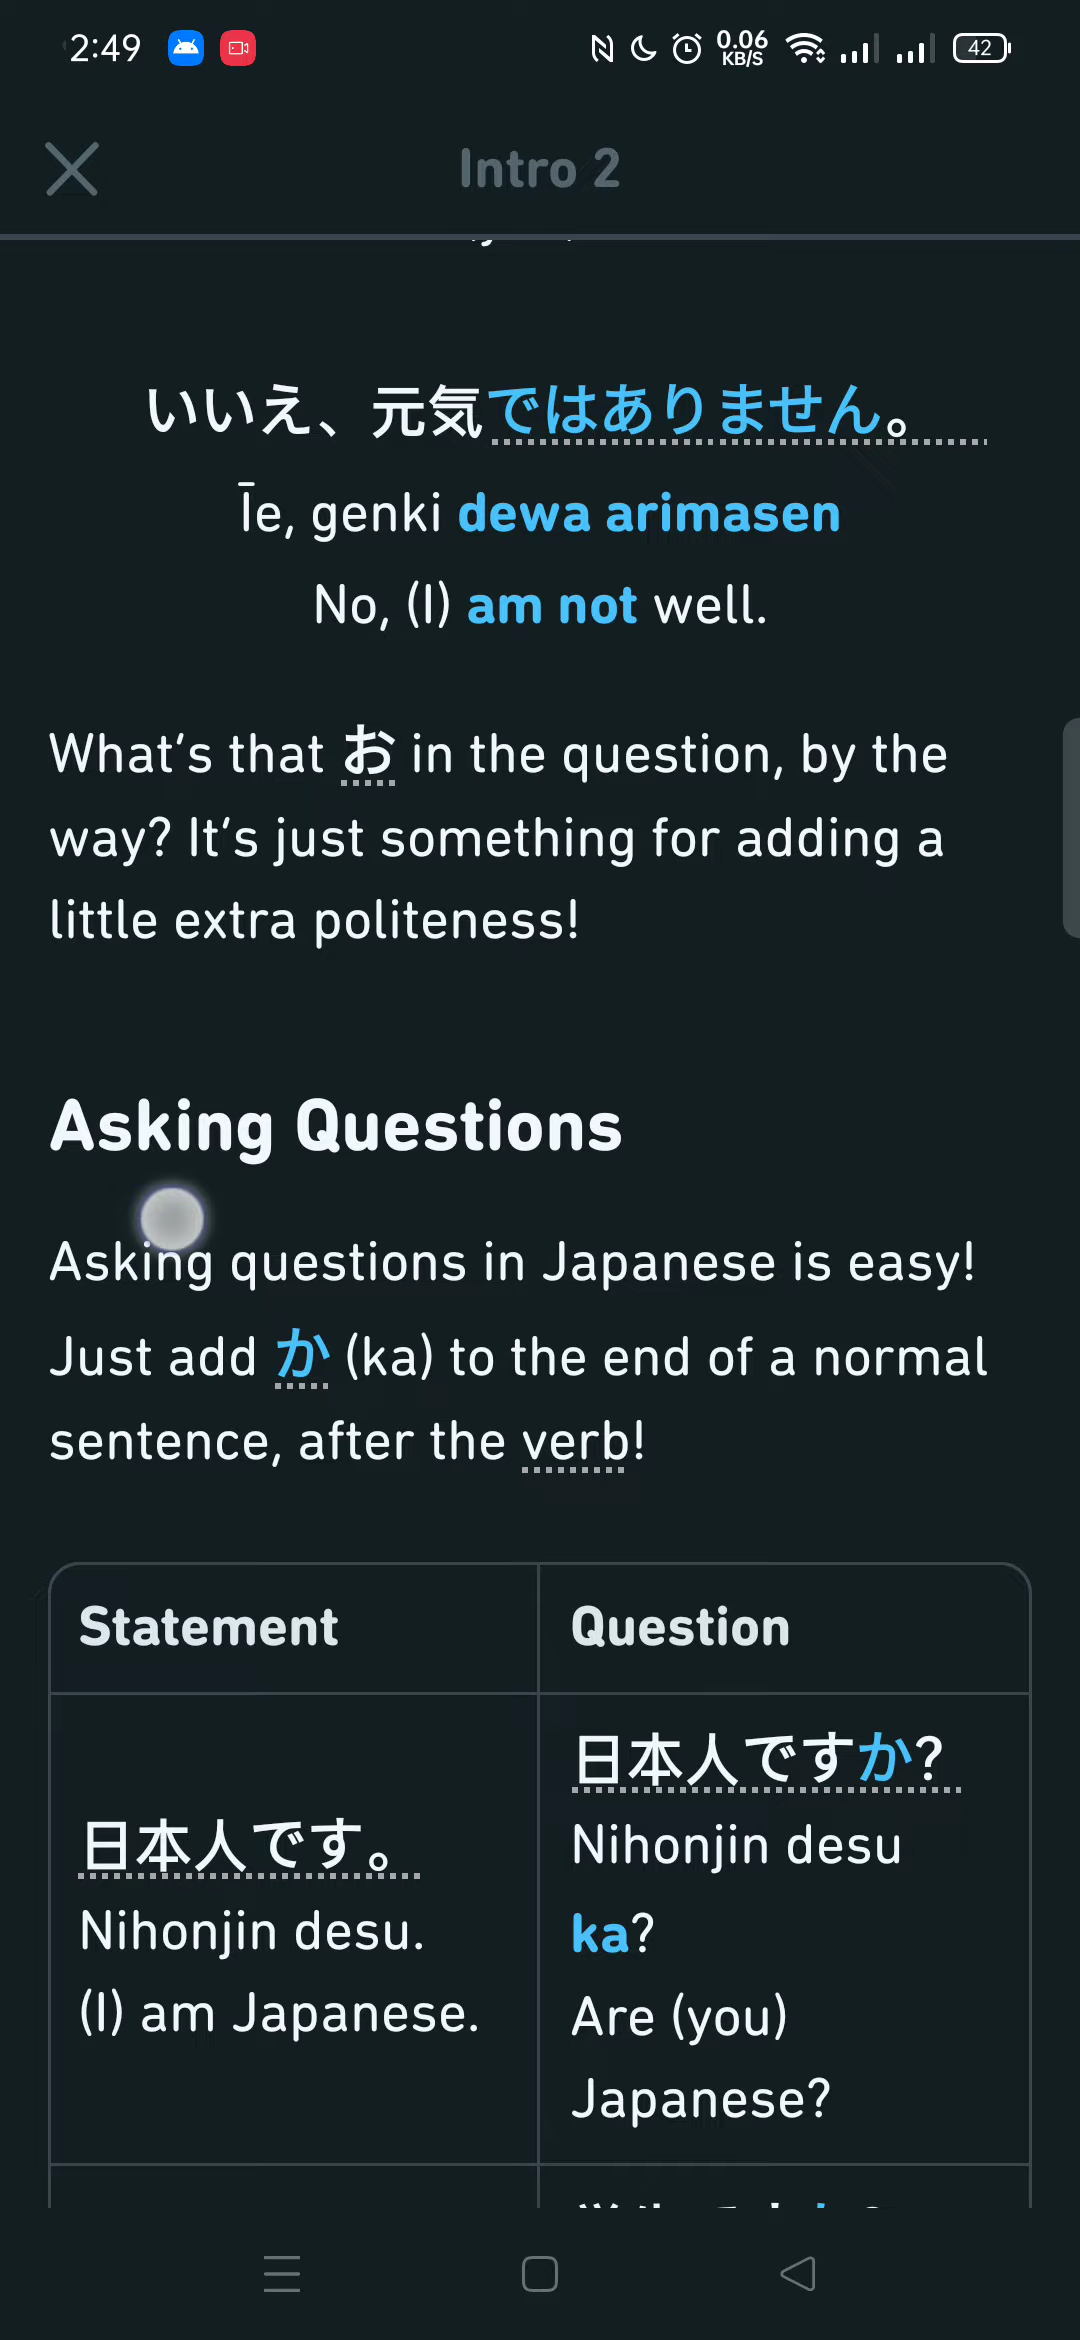 2:49
0.06
KB/S
42
Intro 2
いいえ、元気ではありません。
Īe, genki dewa arimasen
No, (I) am not well.
What's that お in the question, by the
way? It's just something for adding a
little extra politeness!
Asking Questions
Asking questions in Japanese is easy!
Just add か (ka) to the end of a normal
sentence, after the verb!
Statement
Question
日本人です。
Nihonjin desu.
(I) am Japanese.
日本人ですか?
Nihonjin desu
ka?
Are (you)
Japanese?